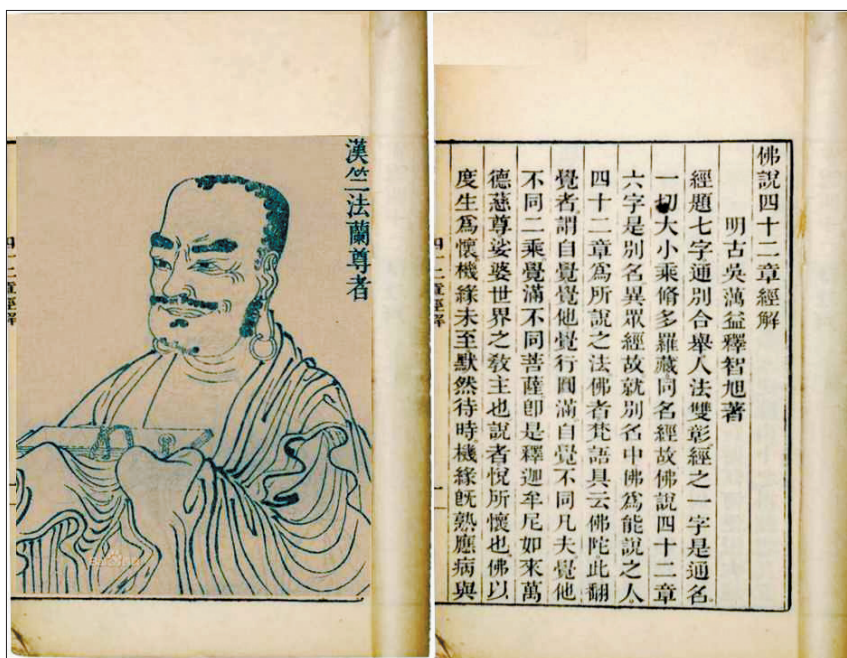 佛說四十二章經解
明古吳蕅益釋智旭著
經題七字通別合舉人法雙彰經之一字是通名
一切大小乘脩多羅藏同名經故佛說四十二章
六字是別名異眾經故就別名中佛為能說之人
四十二章為所說之法佛者梵語具云佛陀此翻
覺者謂自覺覺他覺行圓滿自覺不同凡夫覺他
不同二乘覺滿不同菩薩即是釋迦牟尼如來萬
德慈尊娑婆世界之教主也說者悅所懷也佛以
度生為懷機緣未至默然待時機緣旣熟應病與
四十二章經解
一
漢竺法蘭尊者